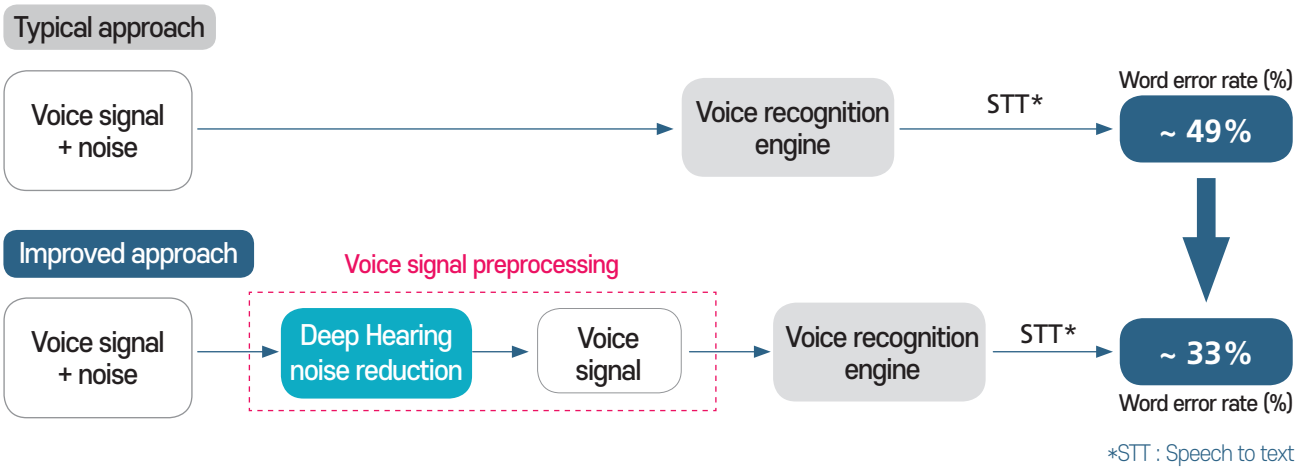 Typical approach
Voice signal
+ noise
Voice recognition
engine
STT*
Word error rate (%)
~ 49%
Improved approach
Voice signal preprocessing
Voice signal
+ noise
Deep Hearing
noise reduction
Voice
signal
Voice recognition
engine
STT*
~ 33%
Word error rate (%)
*STT : Speech to text